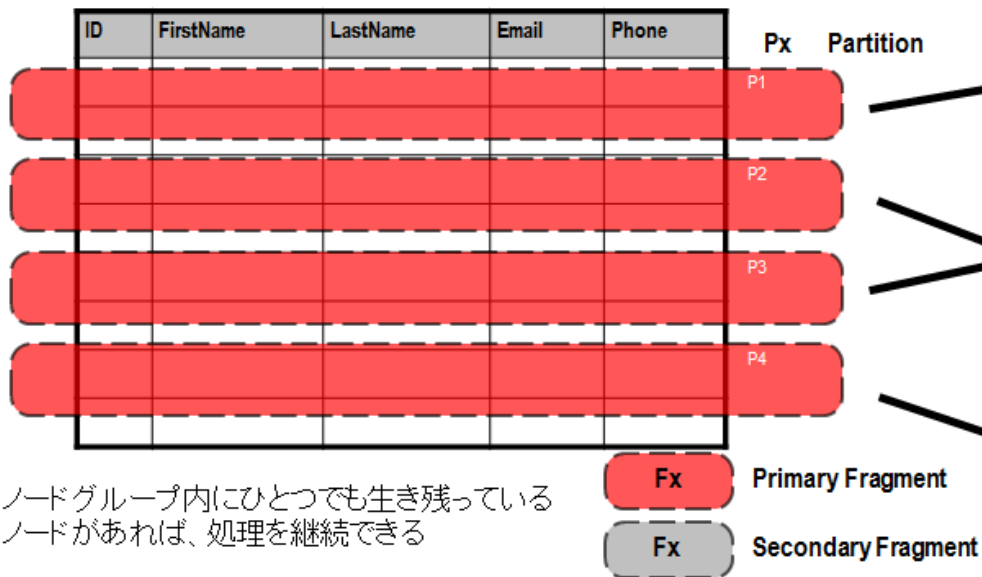 ID FirstName LastName Email Phone
Px Partition
P1
P2
P3
P4
ノードグループ内にひとつでも生き残っている
ノードがあれば、処理を継続できる
Fx Primary Fragment
Fx Secondary Fragment